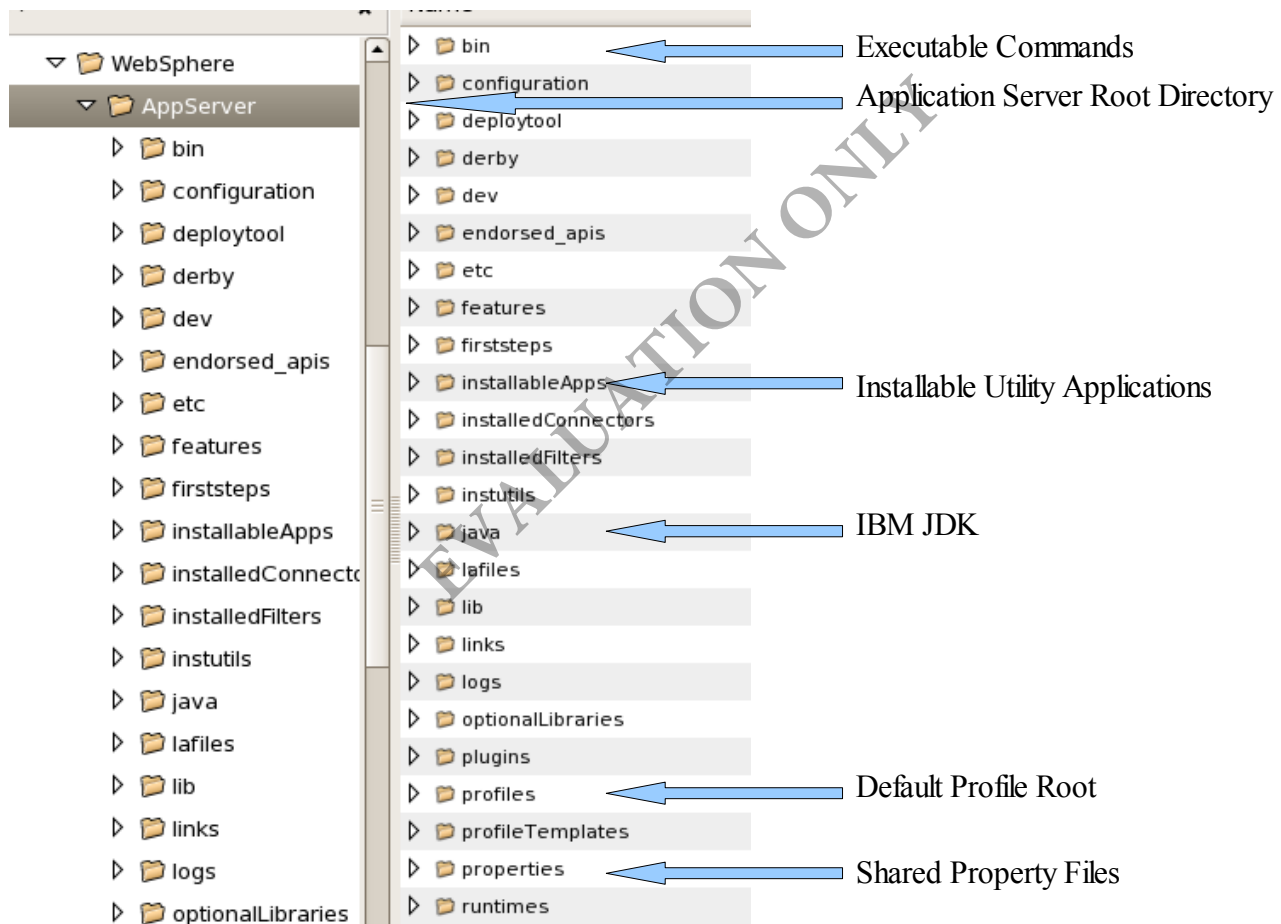 WebSphere
AppServer
bin
configuration
deploytool
derby
dev
endorsed_apis
etc
features
firststeps
installableApps
installedConnecto
installedFilters
instutils
java
lafiles
lib
links
logs
optionalLibraries
bin
configuration
deploytool
derby
dev
endorsed_apis
etc
features
firststeps
installableApps
installedConnectors
installedFilters
instutils
java
lafiles
lib
links
logs
optionalLibraries
plugins
profiles
profileTemplates
properties
runtimes
Executable Commands
Application Server Root Directory
Installable Utility Applications
IBM JDK
Default Profile Root
Shared Property Files
EVALUATION ONLY